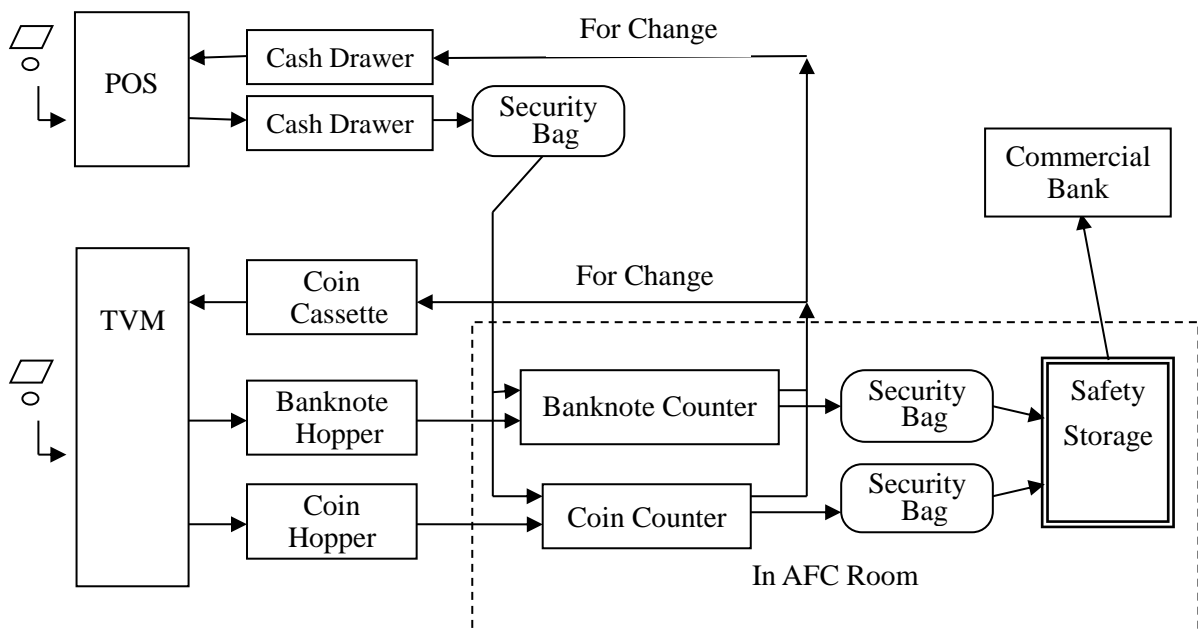 For Change
POS
Cash Drawer
Cash Drawer
Security
Bag
Commercial
Bank
TVM
Coin
Cassette
For Change
Banknote
Hopper
Banknote Counter
Security
Bag
Safety
Storage
Coin
Hopper
Coin Counter
Security
Bag
In AFC Room